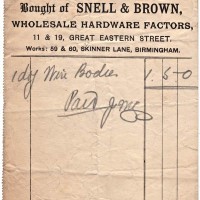 Bought of SNELL & BROWN,
WHOLESALE HARDWARE FACTORS,
11 & 19, GREAT EASTERN STREET.
Works: 59 & 60, SKINNER LANE, BIRMINGHAM.
1 dz Wire Bodies 1. 5-0
Paid